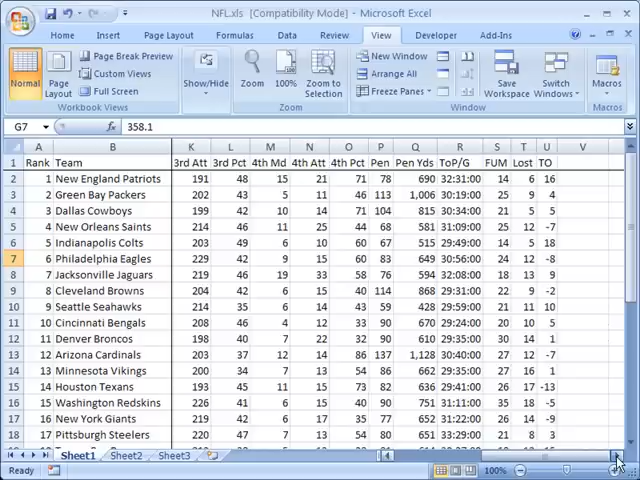 NFL.xls [Compatibility Mode] - Microsoft Excel
Home Insert Page Layout Formulas Data Review View Developer Add-Ins
Normal Page Layout Page Break Preview Custom Views Full Screen Show/Hide Zoom 100% Zoom to Selection New Window Arrange All Freeze Panes Save Workspace Switch Windows Macros
Workbook Views Zoom Window Macros
G7 fx 358.1
A B K L M N O P Q R S T U V
1 Rank Team 3rd Att 3rd Pct 4th Md 4th Att 4th Pct Pen Pen Yds ToP/G FUM Lost TO
2 1 New England Patriots 191 48 15 21 71 78 690 32:31:00 14 6 16
3 2 Green Bay Packers 202 43 5 11 46 113 1,006 30:19:00 25 9 4
4 3 Dallas Cowboys 199 42 10 14 71 104 815 30:34:00 21 5 5
5 4 New Orleans Saints 214 46 11 25 44 68 581 31:09:00 25 12 -7
6 5 Indianapolis Colts 203 49 6 10 60 67 515 29:49:00 14 5 18
7 6 Philadelphia Eagles 229 42 9 15 60 83 649 30:56:00 24 12 -8
8 7 Jacksonville Jaguars 219 46 19 33 58 76 594 32:08:00 18 13 9
9 8 Cleveland Browns 204 42 6 15 40 114 868 29:31:00 22 9 -2
10 9 Seattle Seahawks 214 35 6 14 43 59 428 29:59:00 21 11 10
11 10 Cincinnati Bengals 208 46 4 12 33 90 670 29:24:00 20 10 5
12 11 Denver Broncos 198 40 7 22 32 90 610 29:35:00 27 14 1
13 12 Arizona Cardinals 203 37 12 14 86 137 1,128 30:40:00 27 12 -7
14 13 Minnesota Vikings 200 34 7 13 54 86 661 29:39:00 27 16 1
15 14 Houston Texans 193 45 11 15 73 82 636 29:41:00 26 17 -13
16 15 Washington Redskins 226 41 6 15 40 90 751 31:11:00 35 18 -5
17 16 New York Giants 219 42 6 17 35 77 652 31:22:00 26 14 -9
18 17 Pittsburgh Steelers 220 47 7 13 54 80 662 33:29:00 21 8 3
Sheet1 Sheet2 Sheet3
Ready 100%